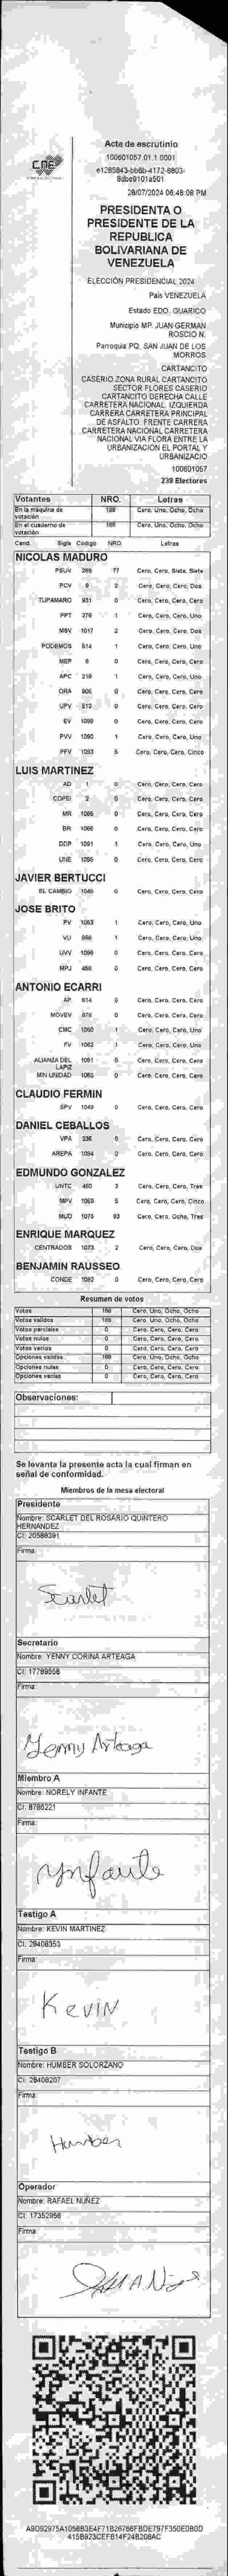 Acta de escrutinio
100601057.01.1.0001
28/07/2024 06:48:08 PM
CNE
PRESIDENTA O
PRESIDENTE DE LA
REPUBLICA
BOLIVARIANA DE
VENEZUELA
ELECCIÓN PRESIDENCIAL 2024
País VENEZUELA
Estado EDO. GUARICO
Municipio MP. JUAN GERMAN
ROSCIO N.
Parroquia PQ. SAN JUAN DE LOS
MORROS
CARTANCITO
CASERIO ZONA RURAL CARTANCITO
SECTOR FLORES CASERIO
CARTANCITO DERECHA CALLE
CARRETERA NACIONAL. IZQUIERDA
CARRERA CARRETERA PRINCIPAL
DE ASFALTO. FRENTE CARRERA
CARRETERA NACIONAL CARRETERA
NACIONAL VIA FLORA ENTRE LA
URBANIZACION EL PORTAL Y
URBANIZACIO
100601057
239 Electores
Votantes NRO. Letras
En la máquina de votación 188 Cero, Uno, Ocho, Ocho
En el cuaderno de votación 188 Cero, Uno, Ocho, Ocho
Cand. Sigla Código NRO Letras
NICOLAS MADURO
PSUV 269 77 Cero, Cero, Siete, Siete
PCV 9 2 Cero, Cero, Cero, Dos
TUPAMARO 931 0 Cero, Cero, Cero, Cero
PPT 276 1 Cero, Cero, Cero, Uno
MSV 1017 2 Cero, Cero, Cero, Dos
PODEMOS 514 1 Cero, Cero, Cero, Uno
MEP 6 0 Cero, Cero, Cero, Cero
APC 219 1 Cero, Cero, Cero, Uno
ORA 906 0 Cero, Cero, Cero, Cero
UPV 513 0 Cero, Cero, Cero, Cero
EV 1089 0 Cero, Cero, Cero, Cero
PVV 1090 1 Cero, Cero, Cero, Uno
PFV 1093 5 Cero, Cero, Cero, Cinco
LUIS MARTINEZ
AD 1 0 Cero, Cero, Cero, Cero
COPEI 2 0 Cero, Cero, Cero, Cero
MR 1065 0 Cero, Cero, Cero, Cero
BR 1066 0 Cero, Cero, Cero, Cero
DDP 1091 1 Cero, Cero, Cero, Uno
UNE 1095 0 Cero, Cero, Cero, Cero
JAVIER BERTUCCI
EL CAMBIO 1048 0 Cero, Cero, Cero, Cero
JOSE BRITO
PV 1053 1 Cero, Cero, Cero, Uno
VU 868 1 Cero, Cero, Cero, Uno
UVV 1096 0 Cero, Cero, Cero, Cero
MPJ 458 0 Cero, Cero, Cero, Cero
ANTONIO ECARRI
AP 814 0 Cero, Cero, Cero, Cero
MOVEV 878 0 Cero, Cero, Cero, Cero
CMC 1050 1 Cero, Cero, Cero, Uno
FV 1062 1 Cero, Cero, Cero, Uno
ALIANZA DEL LAPIZ 1051 0 Cero, Cero, Cero, Cero
MIN UNIDAD 1088 0 Cero, Cero, Cero, Cero
CLAUDIO FERMIN
SPV 1049 0 Cero, Cero, Cero, Cero
DANIEL CEBALLOS
VPA 238 0 Cero, Cero, Cero, Cero
AREPA 1094 0 Cero, Cero, Cero, Cero
EDMUNDO GONZALEZ
UNTC 480 3 Cero, Cero, Cero, Tres
MPV 1069 5 Cero, Cero, Cero, Cinco
MUD 1075 83 Cero, Cero, Ocho, Tres
ENRIQUE MARQUEZ
CENTRADOS 1073 2 Cero, Cero, Cero, Dos
BENJAMIN RAUSSEO
CONDE 1092 0 Cero, Cero, Cero, Cero
Resumen de votos
Votos 188 Cero, Uno, Ocho, Ocho
Votos validos 188 Cero, Uno, Ocho, Ocho
Votos parciales 0 Cero, Cero, Cero, Cero
Votos nulos 0 Cero, Cero, Cero, Cero
Votos vacios 0 Cero, Cero, Cero, Cero
Opciones validas 188 Cero, Uno, Ocho, Ocho
Opciones nulas 0 Cero, Cero, Cero, Cero
Opciones vacias 0 Cero, Cero, Cero, Cero
Observaciones:
Se levanta la presente acta la cual firman en
señal de conformidad.
Miembros de la mesa electoral
Presidente
Nombre: SCARLET DEL ROSARIO QUINTERO
HERNANDEZ
CI: 20588391
Firma:
Scarlet
Secretario
Nombre: YENNY CORINA ARTEAGA
CI: 17789558
Firma:
Yenny Arteaga
Miembro A
Nombre: NORELY INFANTE
CI: 8786221
Firma:
Infante
Testigo A
Nombre: KEVIN MARTINEZ
CI: 28408353
Firma:
Kevin
Testigo B
Nombre: HUMBER SOLORZANO
CI: 28408207
Firma:
Humber
Operador
Nombre: RAFAEL NUÑEZ
CI: 17352956
Firma:
A9D92975A1058B3E4F71B26766FBDE797F350E0B0D
415B923CEFB14F24B208AC